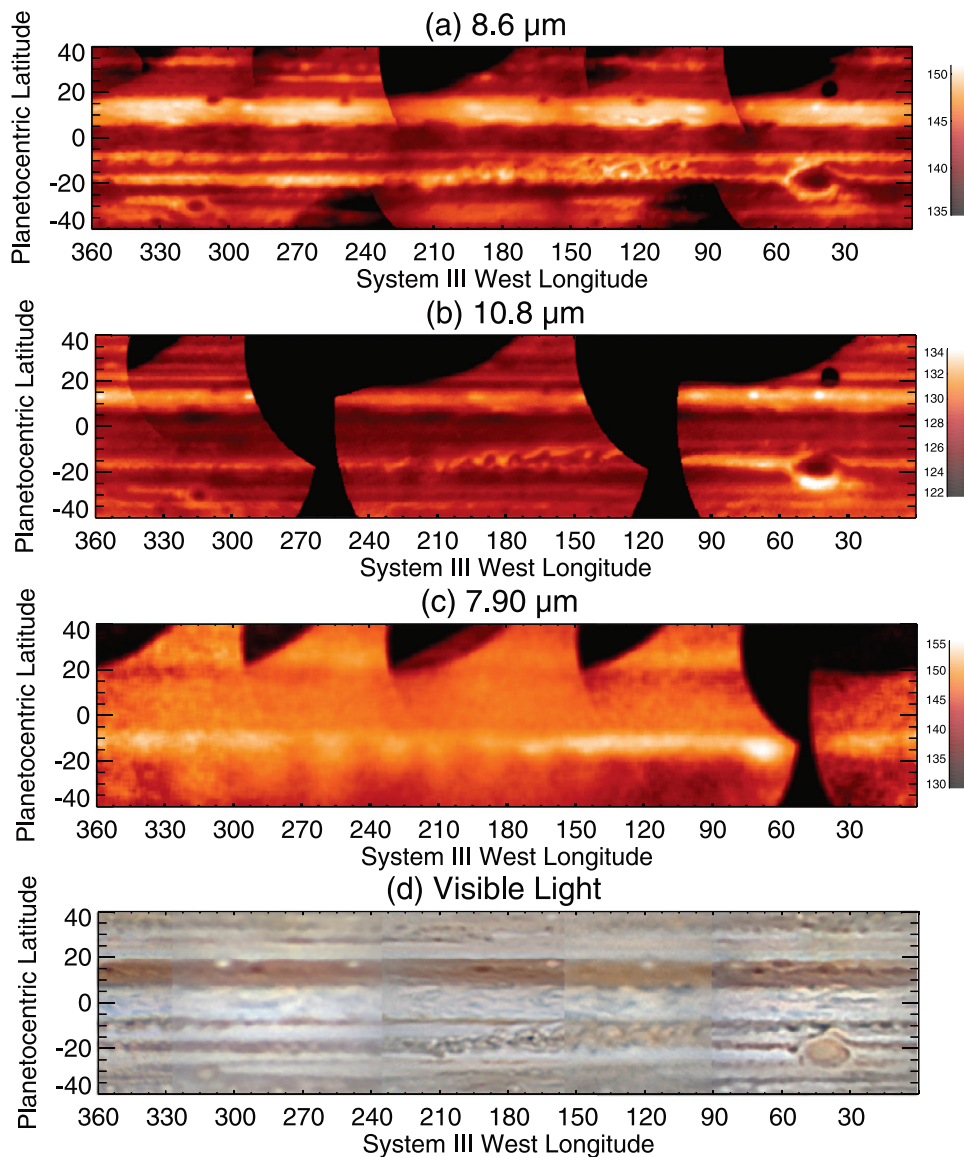 (a) 8.6 µm
Planetocentric Latitude
40
20
0
-20
-40
360 330 300 270 240 210 180 150 120 90 60 30
System III West Longitude
150
145
140
135
(b) 10.8 µm
Planetocentric Latitude
40
20
0
-20
-40
360 330 300 270 240 210 180 150 120 90 60 30
System III West Longitude
134
132
130
128
126
124
122
(c) 7.90 µm
Planetocentric Latitude
40
20
0
-20
-40
360 330 300 270 240 210 180 150 120 90 60 30
System III West Longitude
155
150
145
140
135
130
(d) Visible Light
Planetocentric Latitude
40
20
0
-20
-40
360 330 300 270 240 210 180 150 120 90 60 30
System III West Longitude